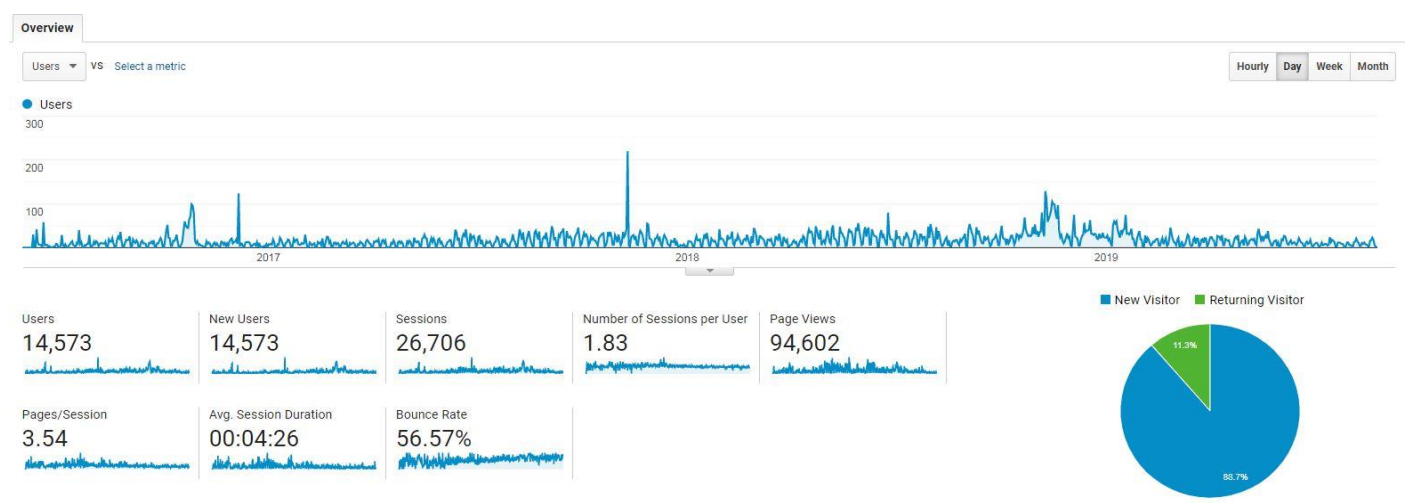 Overview
Users VS Select a metric
Hourly Day Week Month
Users
300
200
100
2017 2018 2019
New Visitor Returning Visitor
Users New Users Sessions Number of Sessions per User Page Views
14,573 14,573 26,706 1.83 94,602
11.3%
Pages/Session Avg. Session Duration Bounce Rate
3.54 00:04:26 56.57%
88.7%